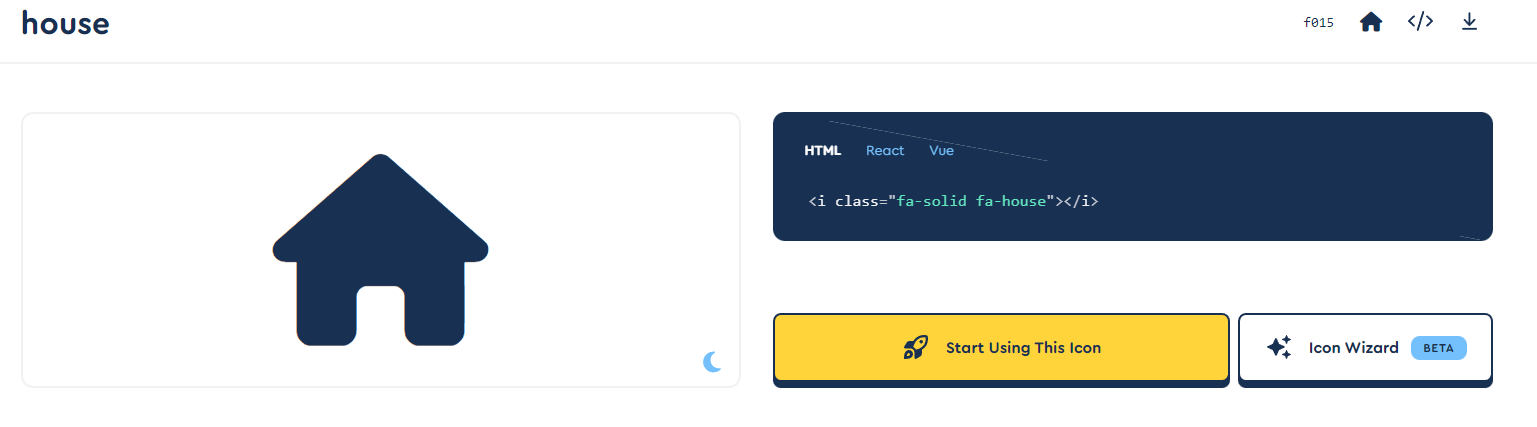 house
f015
HTML React Vue
<i class="fa-solid fa-house"></i>
Start Using This Icon
Icon Wizard BETA